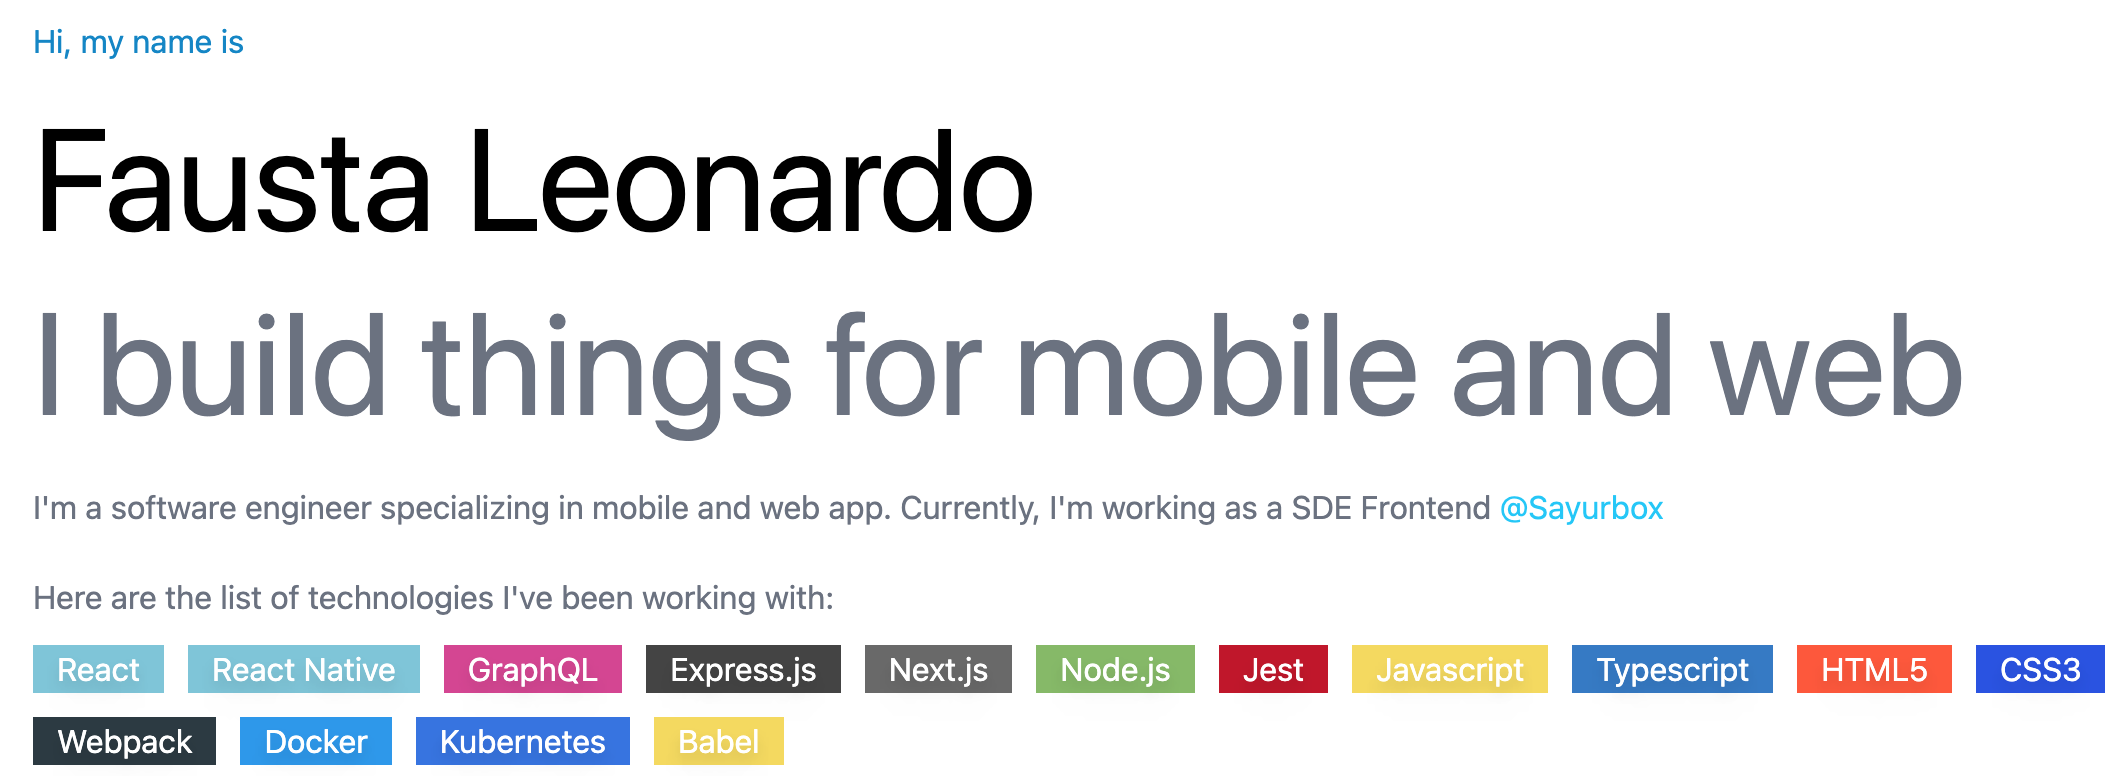 Hi, my name is
Fausta Leonardo
I build things for mobile and web
I'm a software engineer specializing in mobile and web app. Currently, I'm working as a SDE Frontend @Sayurbox
Here are the list of technologies I've been working with:
React React Native GraphQL Express.js Next.js Node.js Jest Javascript Typescript HTML5 CSS3
Webpack Docker Kubernetes Babel